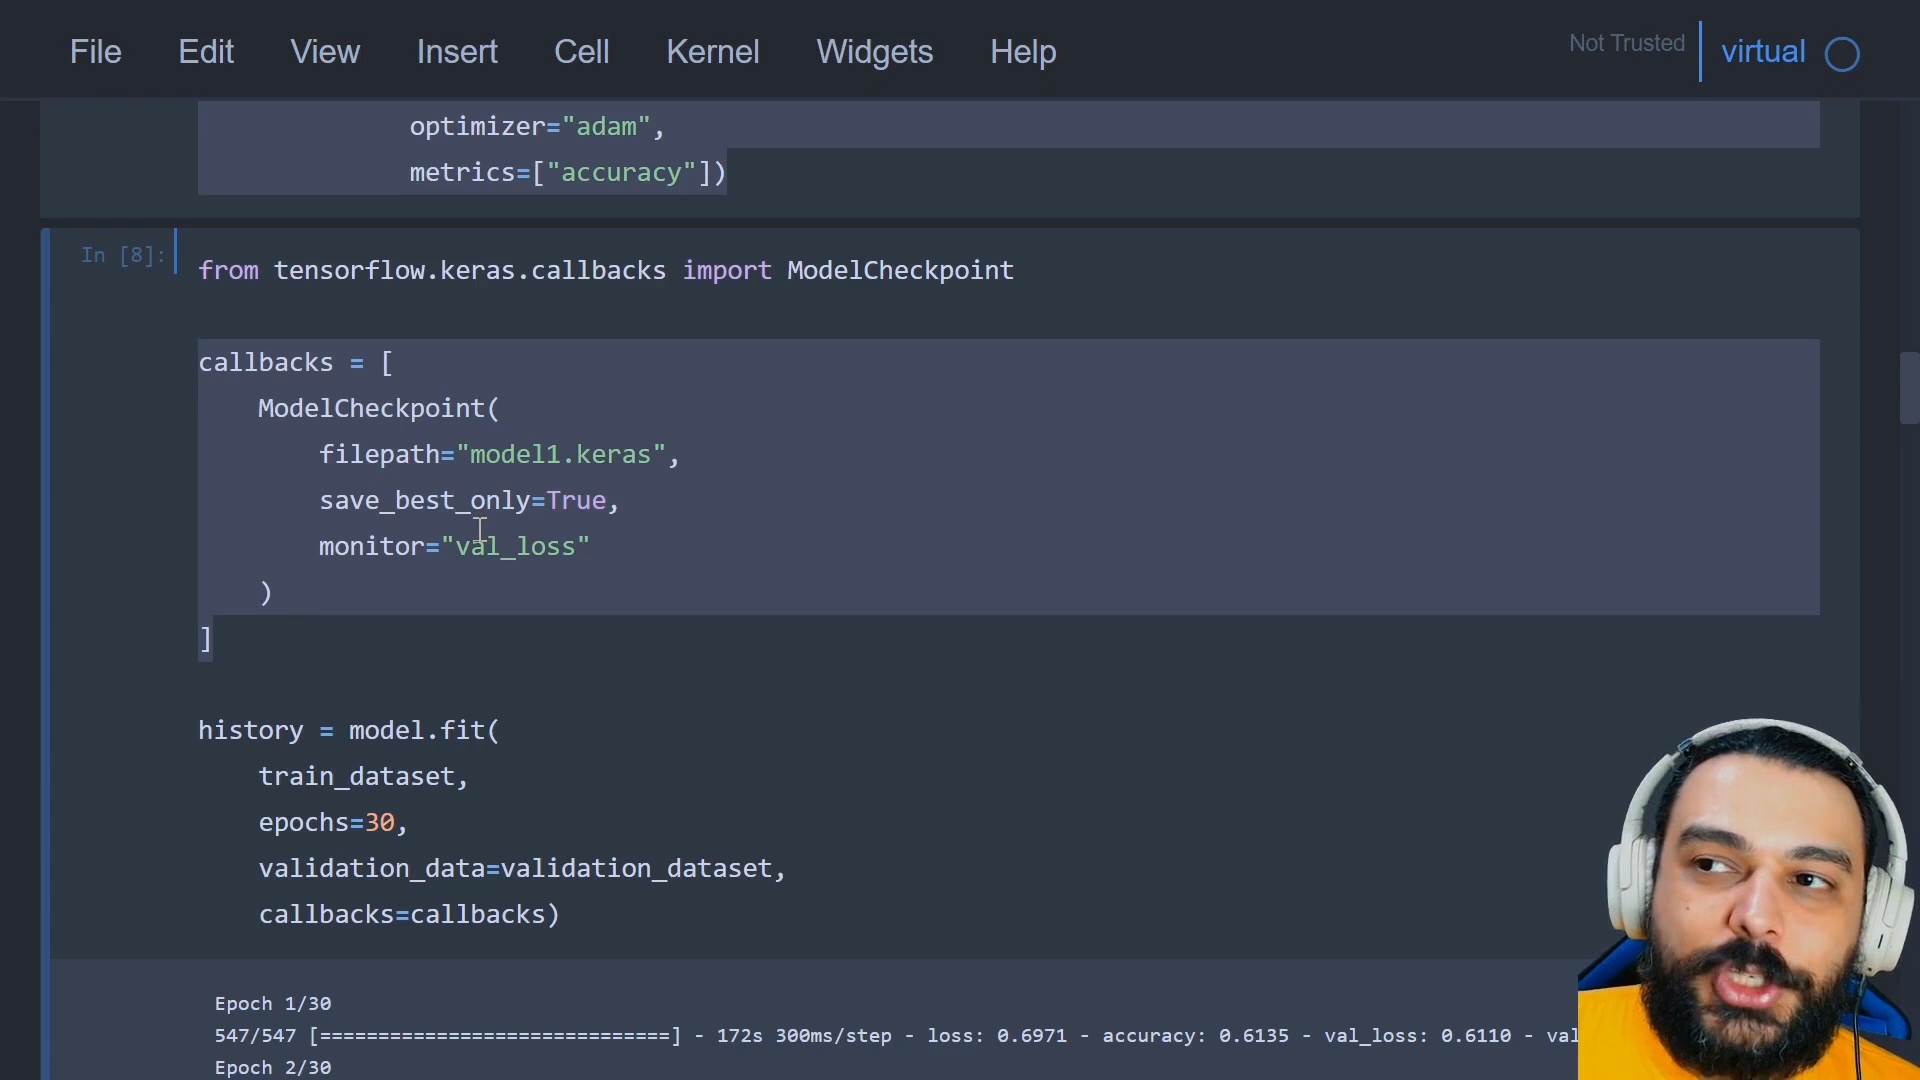 File Edit View Insert Cell Kernel Widgets Help Not Trusted virtual
optimizer="adam",
metrics=["accuracy"])
In [8]:
from tensorflow.keras.callbacks import ModelCheckpoint
callbacks = [
ModelCheckpoint(
filepath="model1.keras",
save_best_only=True,
monitor="val_loss"
)
]
history = model.fit(
train_dataset,
epochs=30,
validation_data=validation_dataset,
callbacks=callbacks)
Epoch 1/30
547/547 [==============================] - 172s 300ms/step - loss: 0.6971 - accuracy: 0.6135 - val_loss: 0.6110 - val
Epoch 2/30